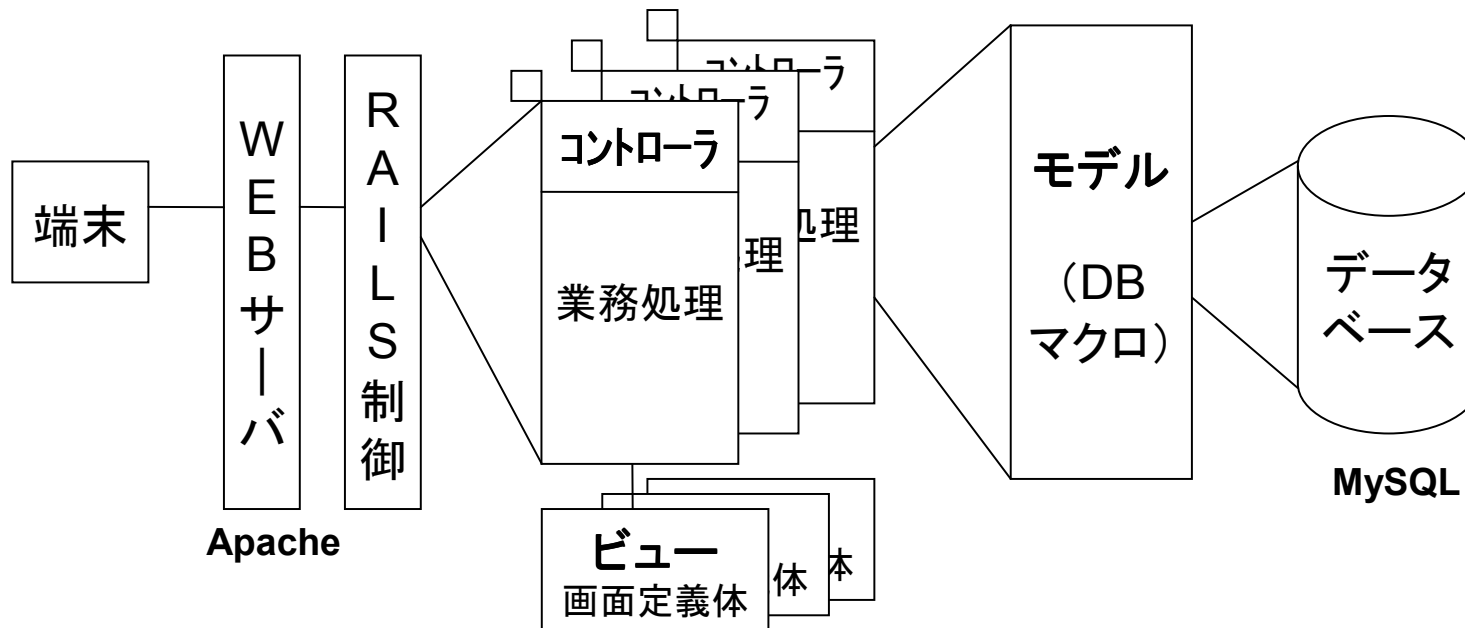 端末
WEBサーバ
Apache
RAILS制御
コントローラ
コントローラ
コントローラ
業務処理
理
処理
ビュー
画面定義体
体
体
モデル
（DB
マクロ）
データ
ベース
MySQL